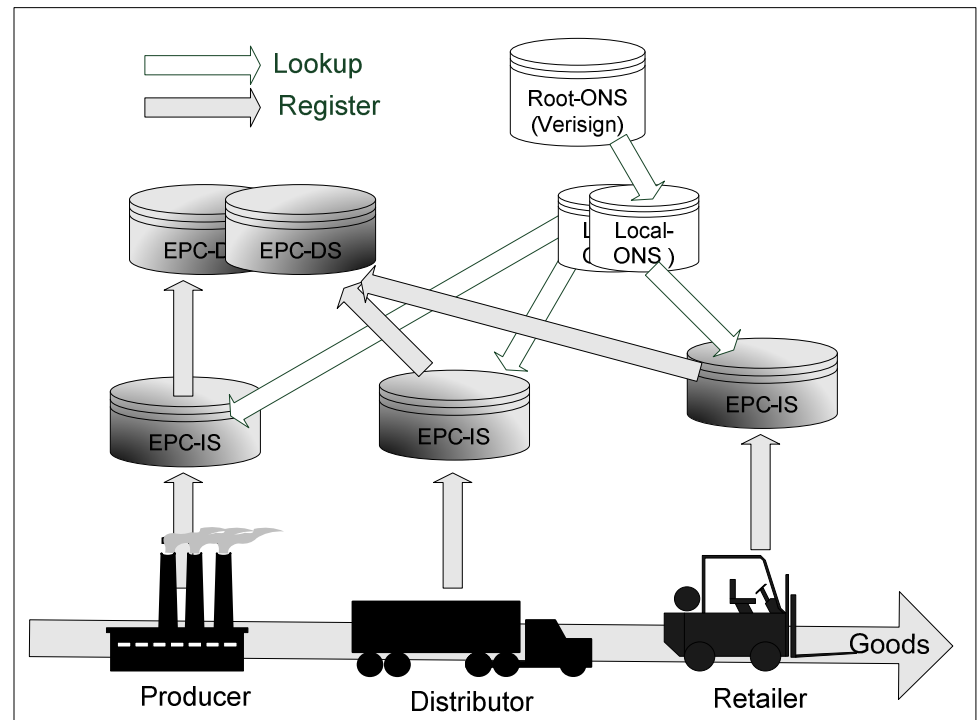 Lookup
Register
Root-ONS
(Verisign)
EPC-D
EPC-DS
L
Local-
ONS )
EPC-IS
EPC-IS
EPC-IS
Goods
Producer
Distributor
Retailer